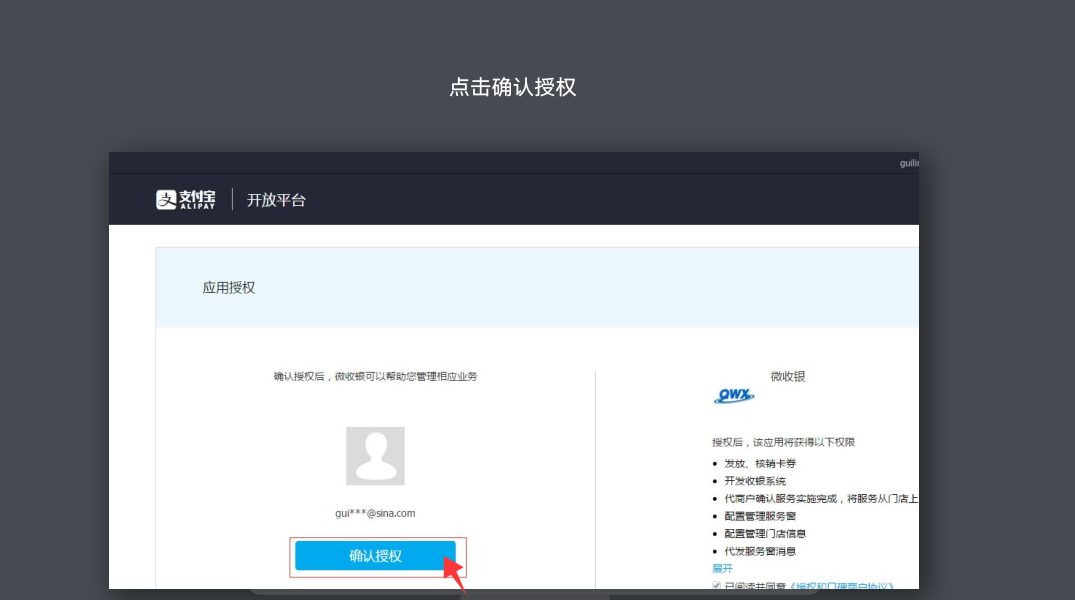 点击确认授权
支付宝
ALIPAY
开放平台
应用授权
确认授权后，微收银可以帮助您管理相应业务
gui***@sina.com
确认授权
微收银
QWX
授权后，该应用将获得以下权限
发放、核销卡券
开发收银系统
代商户确认服务实施完成，将服务从门店上
配置管理服务窗
配置管理门店信息
代发服务窗消息
展开
已阅读并同意《授权和口碑商户协议》